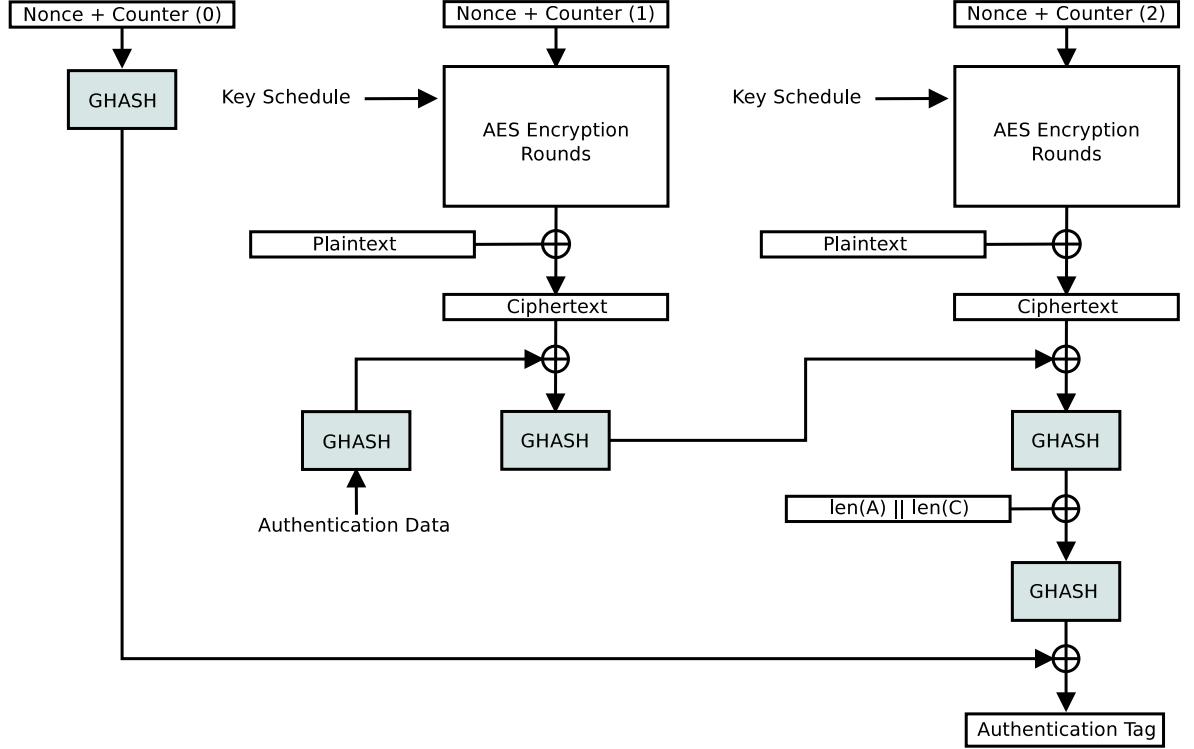 Nonce + Counter (0)
Nonce + Counter (1)
Nonce + Counter (2)
GHASH
Key Schedule
AES Encryption
Rounds
Key Schedule
AES Encryption
Rounds
Plaintext
Plaintext
Ciphertext
Ciphertext
GHASH
GHASH
GHASH
len(A) || len(C)
Authentication Data
GHASH
Authentication Tag